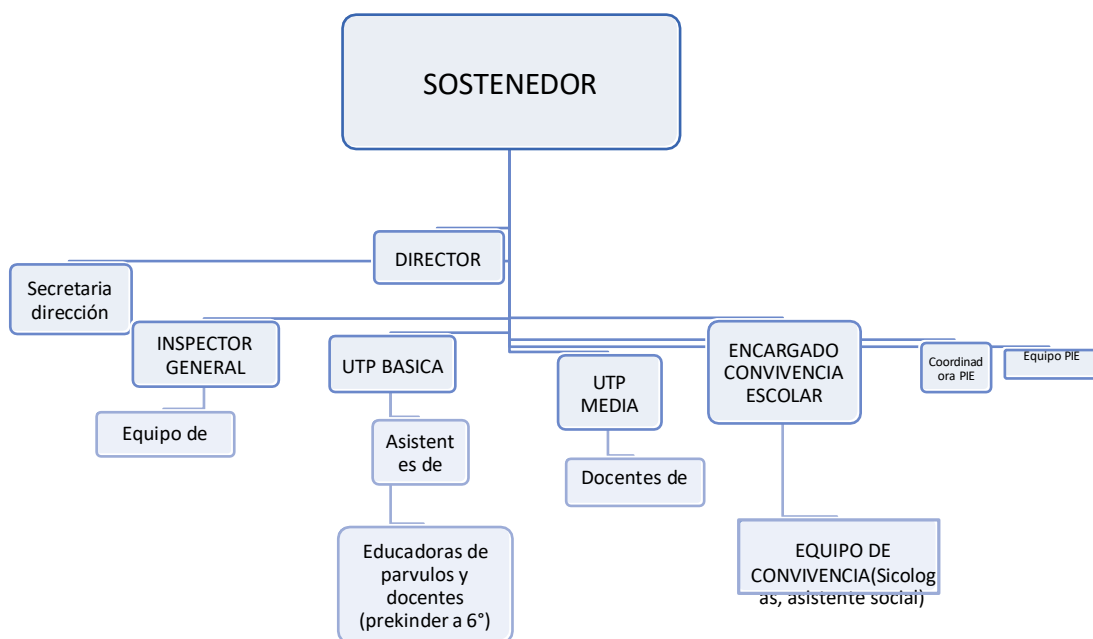 SOSTENEDOR
DIRECTOR
Secretaria
dirección
INSPECTOR
GENERAL
UTP BASICA
UTP
MEDIA
ENCARGADO
CONVIVENCIA
ESCOLAR
Coordinad
ora PIE
Equipo PIE
Equipo de
Asistent
es de
Docentes de
Educadoras de
parvulos y
docentes
(prekinder a 6°)
EQUIPO DE
CONVIVENCIA(Sicolog
as, asistente social)